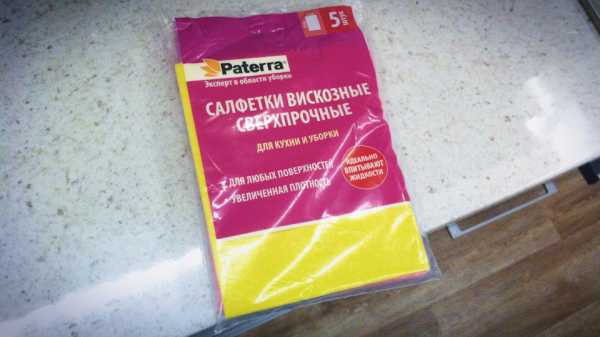 5 штук
Paterra®
Эксперт в области уборки
САЛФЕТКИ ВИСКОЗНЫЕ
СВЕРХПРОЧНЫЕ
ДЛЯ КУХНИ И УБОРКИ
• ДЛЯ ЛЮБЫХ ПОВЕРХНОСТЕЙ
• УВЕЛИЧЕННАЯ ПЛОТНОСТЬ
ИДЕАЛЬНО
ВПИТЫВАЮТ
ЖИДКОСТИ